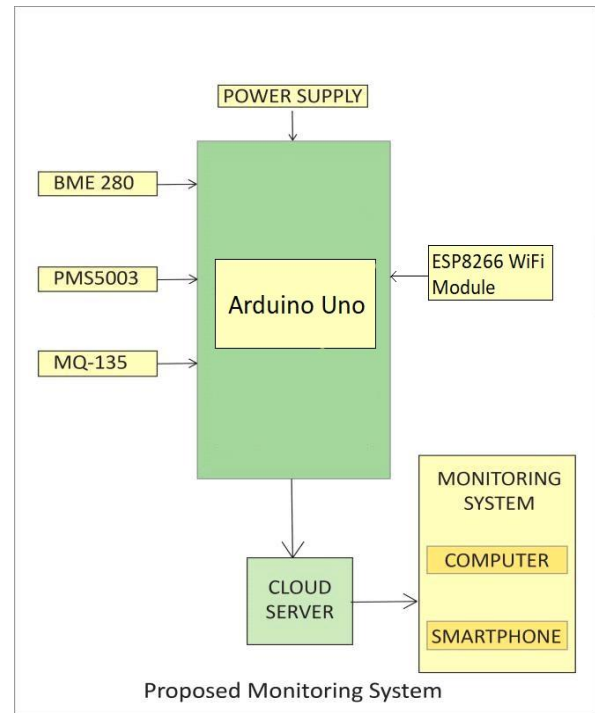 POWER SUPPLY
BME 280
PMS5003
MQ-135
Arduino Uno
ESP8266 WiFi
Module
MONITORING
SYSTEM
COMPUTER
SMARTPHONE
CLOUD
SERVER
Proposed Monitoring System